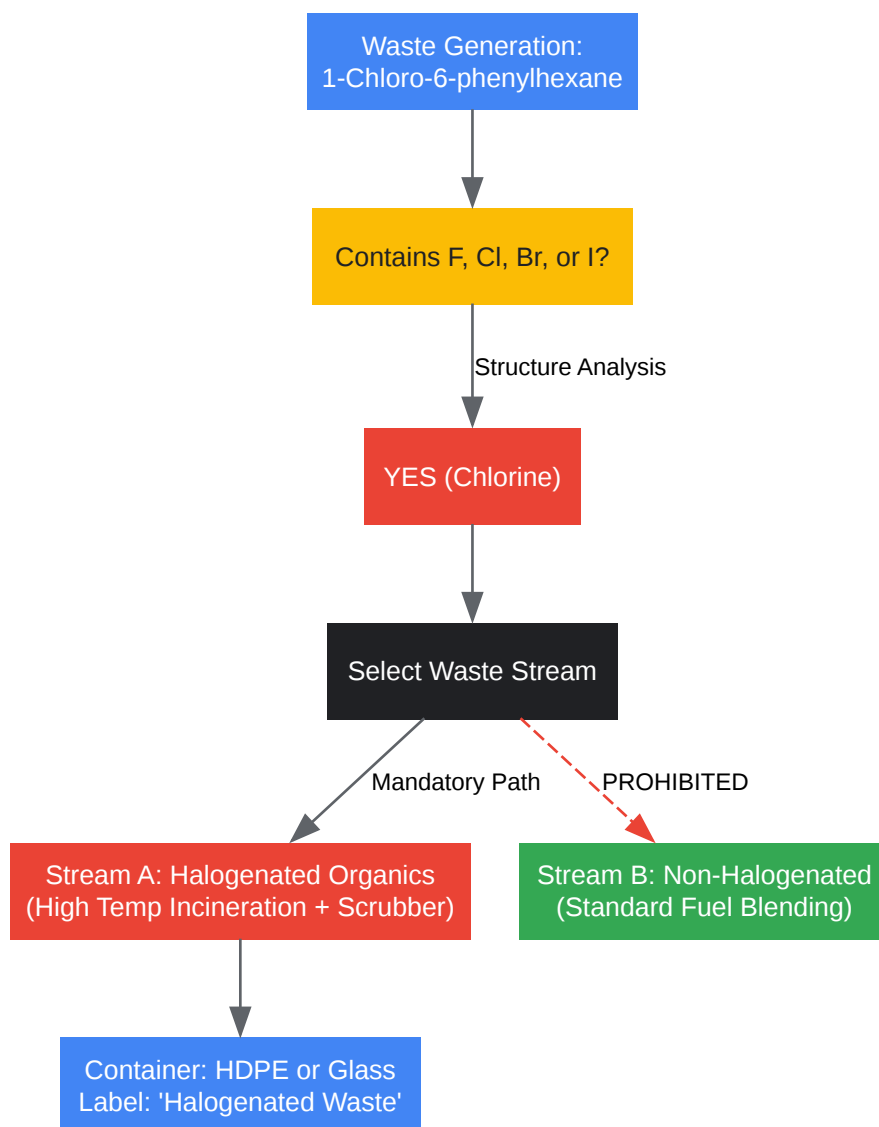 Waste Generation:
1-Chloro-6-phenylhexane
Contains F, Cl, Br, or I?
Structure Analysis
YES (Chlorine)
Select Waste Stream
Mandatory Path
PROHIBITED
Stream A: Halogenated Organics
(High Temp Incineration + Scrubber)
Stream B: Non-Halogenated
(Standard Fuel Blending)
Container: HDPE or Glass
Label: 'Halogenated Waste'